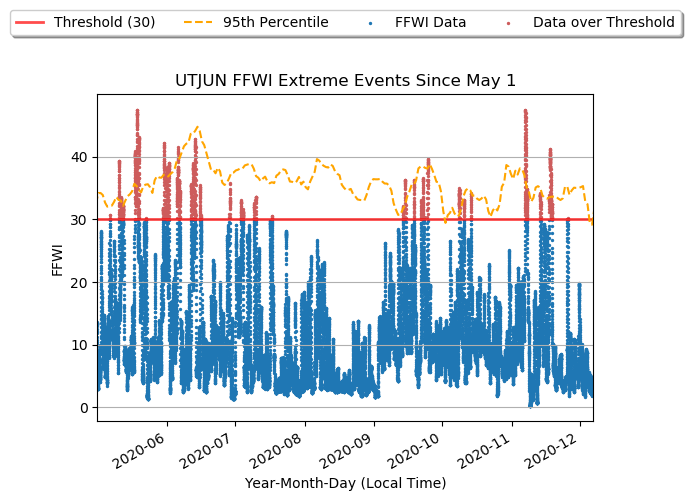 Threshold (30) 95th Percentile FFWI Data Data over Threshold
UTJUN FFWI Extreme Events Since May 1
40
30
20
10
0
FFWI
2020-06 2020-07 2020-08 2020-09 2020-10 2020-11 2020-12
Year-Month-Day (Local Time)